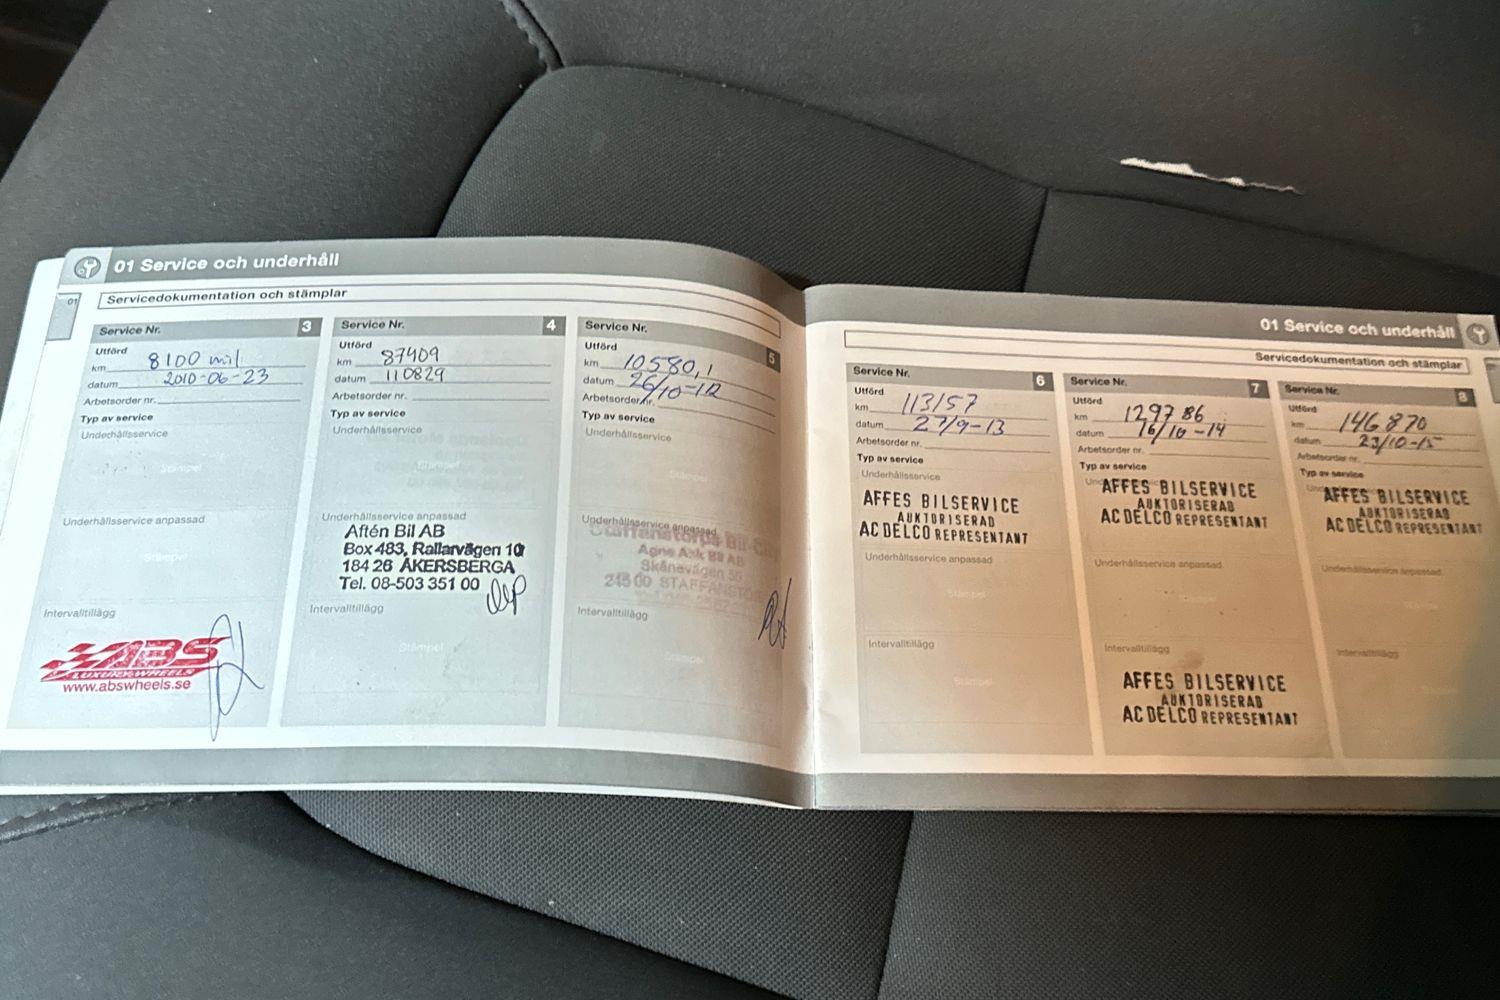 01 Service och underhåll
01
Servicedokumentation och stämplar
Service Nr. 3
Utförd
km 8100 mil
datum 2010-06-23
Arbetsorder nr.
Typ av service
Underhållsservice
Stämpel
Underhållsservice anpassad
Stämpel
Intervalltillägg
ABS
LUXURY WHEELS
www.abswheels.se
Service Nr. 4
Utförd
km 87409
datum 110829
Arbetsorder nr.
Typ av service
Underhållsservice
Stämpel
Underhållsservice anpassad
Aftén Bil AB
Box 483, Rallarvägen 10
184 26 ÅKERSBERGA
Tel. 08-503 351 00
Intervalltillägg
Stämpel
Service Nr. 5
Utförd
km 10580,1
datum 26/10-12
Arbetsorder nr.
Typ av service
Underhållsservice
Stämpel
Underhållsservice anpassad
Staffanstorps Bil
Agne Ask Bil AB
Skånevägen
245 00 STAFFANSTORP
Intervalltillägg
Stämpel
01 Service och underhåll
Servicedokumentation och stämplar
Service Nr. 6
Utförd
km 113157
datum 27/9-13
Arbetsorder nr.
Typ av service
Underhållsservice
AFFES BILSERVICE
AUKTORISERAD
AC DELCO REPRESENTANT
Underhållsservice anpassad
Stämpel
Intervalltillägg
Stämpel
Service Nr. 7
Utförd
km 129786
datum 16/10-14
Arbetsorder nr.
Typ av service
AFFES BILSERVICE
AUKTORISERAD
AC DELCO REPRESENTANT
Underhållsservice anpassad
Stämpel
Intervalltillägg
AFFES BILSERVICE
AUKTORISERAD
AC DELCO REPRESENTANT
Service Nr. 8
Utförd
km 146870
datum 23/10-15
Arbetsorder nr.
Typ av service
AFFES BILSERVICE
AUKTORISERAD
AC DELCO REPRESENTANT
Underhållsservice anpassad
Stämpel
Intervalltillägg